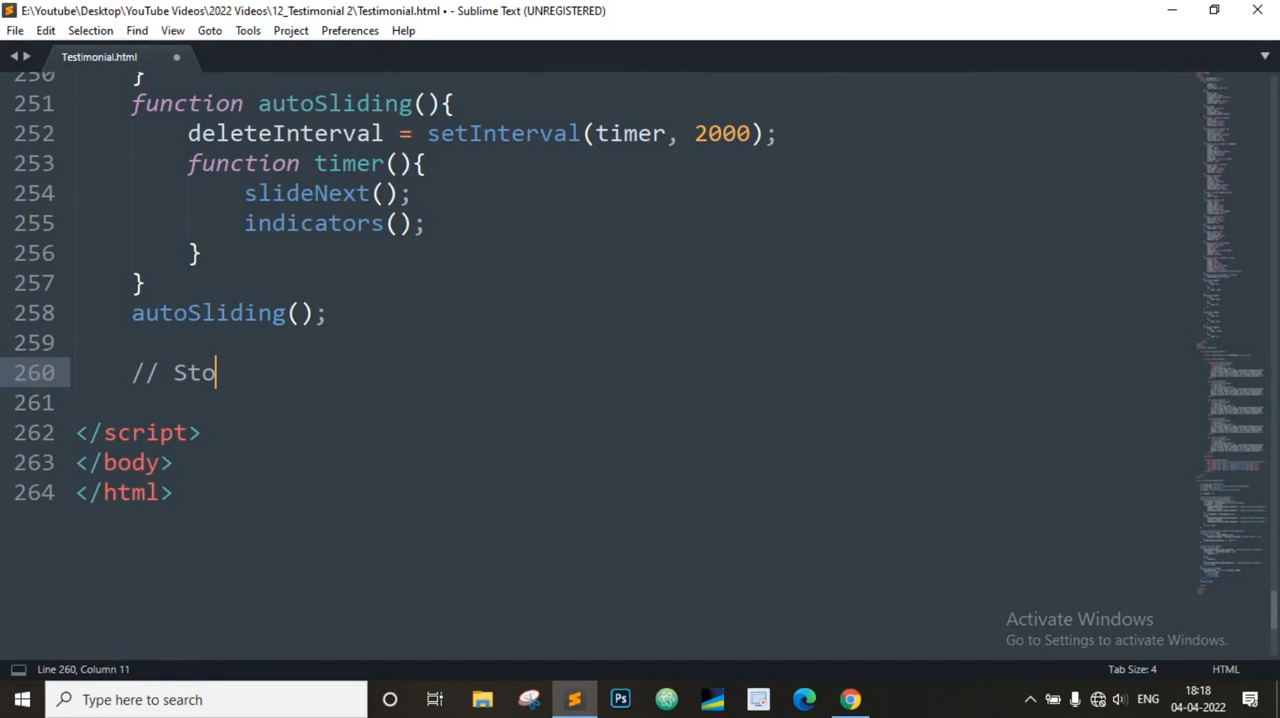 E:\Youtube\Desktop\YouTube Videos\2022 Videos\12_Testimonial 2\Testimonial.html • - Sublime Text (UNREGISTERED)
File Edit Selection Find View Goto Tools Project Preferences Help
Testimonial.html
250 }
251 function autoSliding(){
252 deleteInterval = setInterval(timer, 2000);
253 function timer(){
254 slideNext();
255 indicators();
256 }
257 }
258 autoSliding();
259
260 // Sto
261
262 </script>
263 </body>
264 </html>
Activate Windows
Go to Settings to activate Windows.
Line 260, Column 11 Tab Size: 4 HTML
Type here to search Ps ENG 18:18
04-04-2022